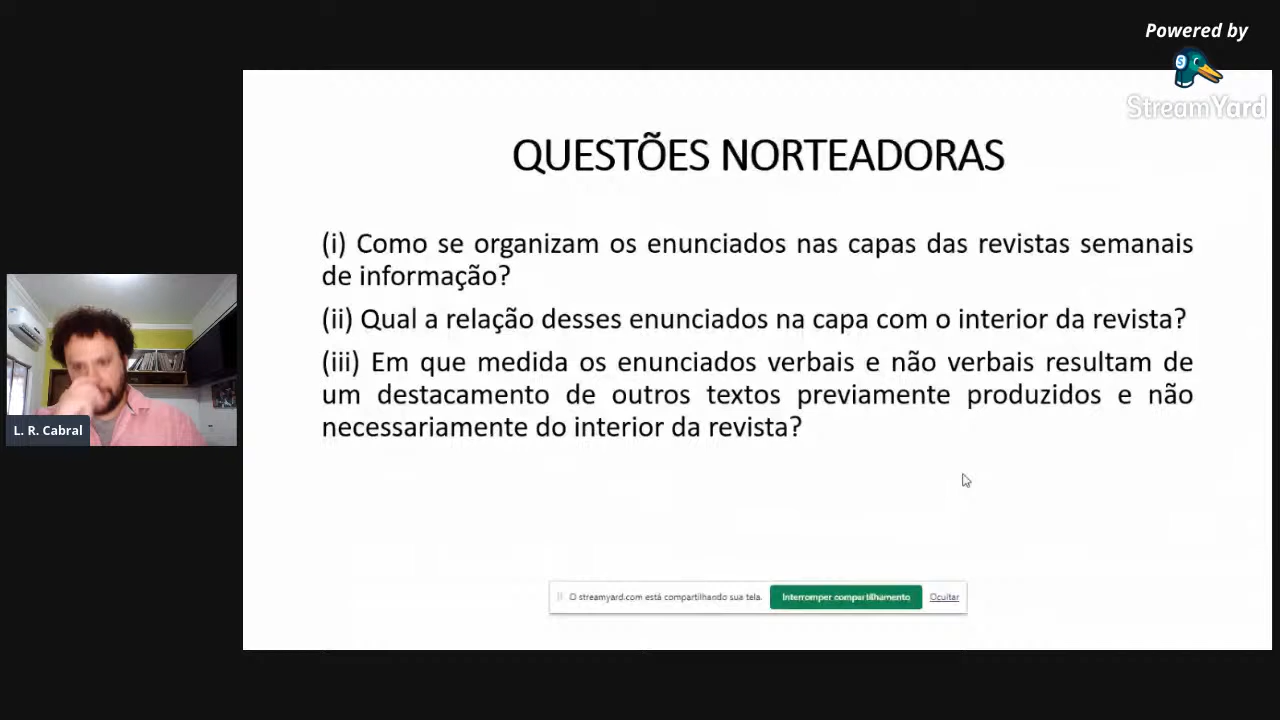 Powered by
StreamYard
QUESTÕES NORTEADORAS
(i) Como se organizam os enunciados nas capas das revistas semanais
de informação?
(ii) Qual a relação desses enunciados na capa com o interior da revista?
(iii) Em que medida os enunciados verbais e não verbais resultam de
um destacamento de outros textos previamente produzidos e não
necessariamente do interior da revista?
L. R. Cabral
O streamyard.com está compartilhando sua tela. Interromper compartilhamento Ocultar